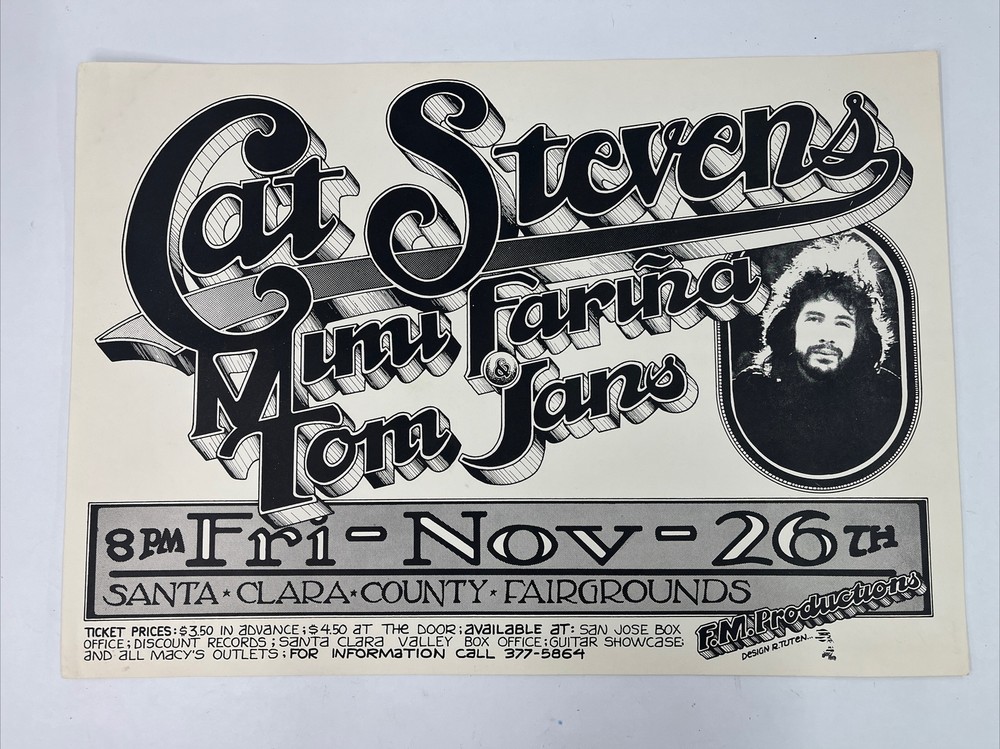 Cat Stevens
Mimi Fariña
&
Tom Jans
8 PM Fri - Nov - 26 TH
SANTA * CLARA * COUNTY * FAIRGROUNDS
TICKET PRICES: $3.50 IN ADVANCE; $4.50 AT THE DOOR; AVAILABLE AT: SAN JOSE BOX
OFFICE; DISCOUNT RECORDS; SANTA CLARA VALLEY BOX OFFICE; GUITAR SHOWCASE;
AND ALL MACY'S OUTLETS; FOR INFORMATION CALL 377-5864
F.M. Productions
DESIGN R. TUTEN..